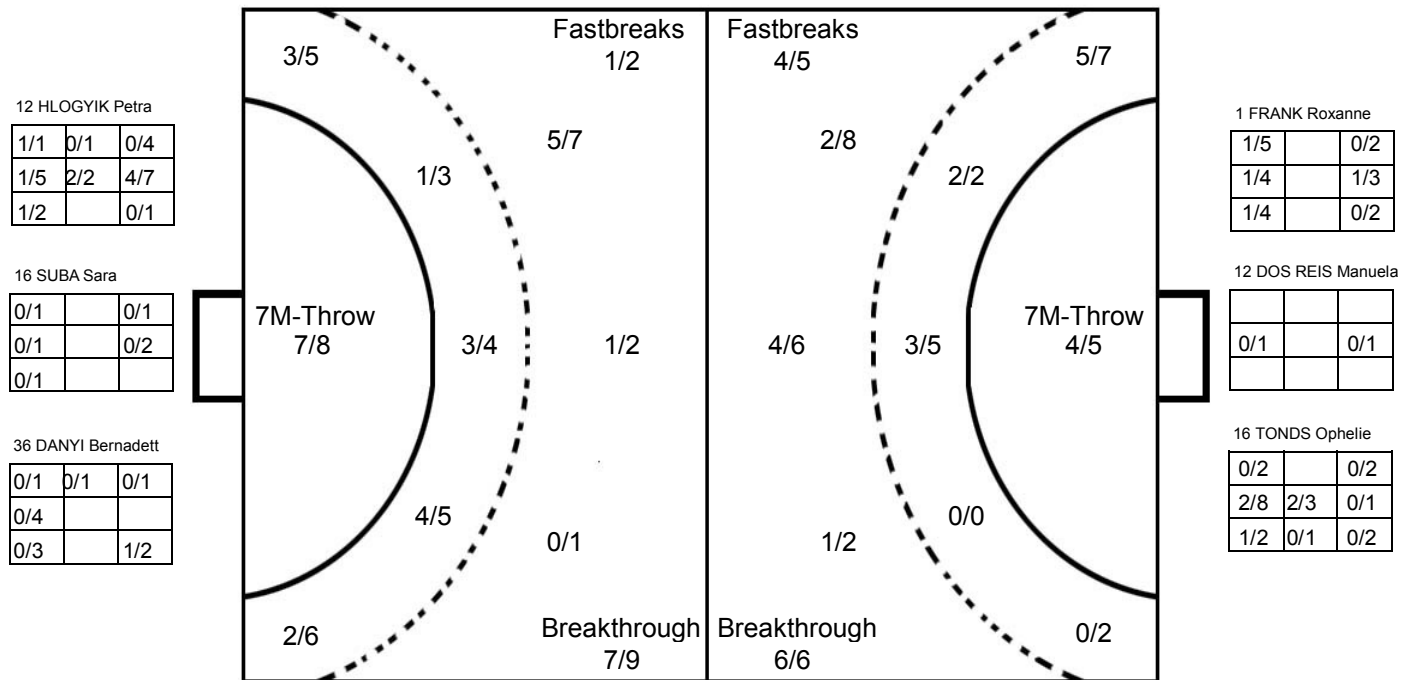 Fastbreaks Fastbreaks
3/5 1/2 4/5 5/7
12 HLOGYIK Petra
1/1 0/1 0/4
1/5 2/2 4/7
1/2 0/1
5/7 2/8
1/3 2/2
1 FRANK Roxanne
1/5 0/2
1/4 1/3
1/4 0/2
16 SUBA Sara
0/1 0/1
0/1 0/2
0/1
7M-Throw 7M-Throw
7/8 3/4 1/2 4/6 3/5 4/5
12 DOS REIS Manuela
0/1 0/1
36 DANYI Bernadett
0/1 0/1 0/1
0/4
0/3 1/2
4/5 0/0
0/1 1/2
16 TONDS Ophelie
0/2 0/2
2/8 2/3 0/1
1/2 0/1 0/2
2/6 Breakthrough Breakthrough 0/2
7/9 6/6